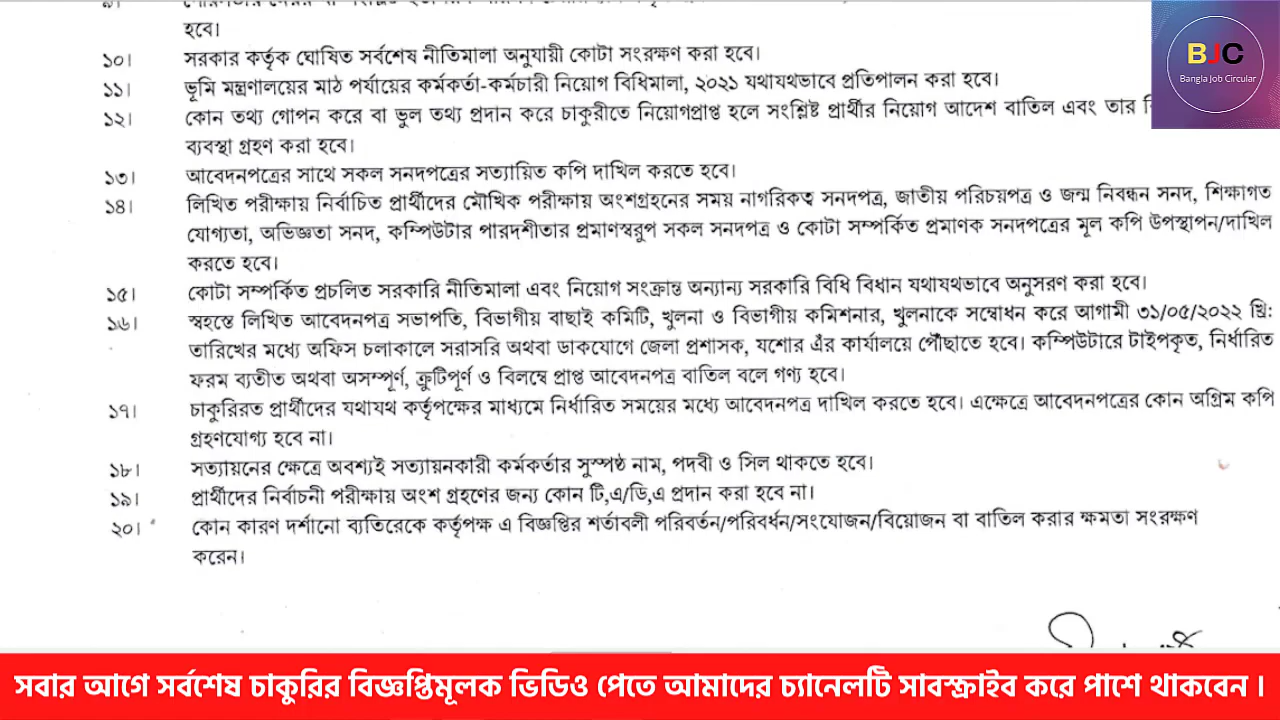 হবে।
১০। সরকার কর্তৃক ঘোষিত সর্বশেষ নীতিমালা অনুযায়ী কোটা সংরক্ষণ করা হবে।
১১। ভূমি মন্ত্রণালয়ের মাঠ পর্যায়ের কর্মকর্তা-কর্মচারী নিয়োগ বিধিমালা, ২০২১ যথাযথভাবে প্রতিপালন করা হবে।
১২। কোন তথ্য গোপন করে বা ভুল তথ্য প্রদান করে চাকুরীতে নিয়োগপ্রাপ্ত হলে সংশ্লিষ্ট প্রার্থীর নিয়োগ আদেশ বাতিল এবং তার
ব্যবস্থা গ্রহণ করা হবে।
১৩। আবেদনপত্রের সাথে সকল সনদপত্রের সত্যায়িত কপি দাখিল করতে হবে।
১৪। লিখিত পরীক্ষায় নির্বাচিত প্রার্থীদের মৌখিক পরীক্ষায় অংশগ্রহনের সময় নাগরিকত্ব সনদপত্র, জাতীয় পরিচয়পত্র ও জন্ম নিবন্ধন সনদ, শিক্ষাগত
যোগ্যতা, অভিজ্ঞতা সনদ, কম্পিউটার পারদশীতার প্রমাণস্বরুপ সকল সনদপত্র ও কোটা সম্পর্কিত প্রমাণক সনদপত্রের মূল কপি উপস্থাপন/দাখিল
করতে হবে।
১৫। কোটা সম্পর্কিত প্রচলিত সরকারি নীতিমালা এবং নিয়োগ সংক্রান্ত অন্যান্য সরকারি বিধি বিধান যথাযথভাবে অনুসরণ করা হবে।
১৬। স্বহস্তে লিখিত আবেদনপত্র সভাপতি, বিভাগীয় বাছাই কমিটি, খুলনা ও বিভাগীয় কমিশনার, খুলনাকে সম্বোধন করে আগামী ৩১/০৫/২০২২ খ্রি:
তারিখের মধ্যে অফিস চলাকালে সরাসরি অথবা ডাকযোগে জেলা প্রশাসক, যশোর এঁর কার্যালয়ে পৌঁছাতে হবে। কম্পিউটারে টাইপকৃত, নির্ধারিত
ফরম ব্যতীত অথবা অসম্পূর্ণ, ত্রুটিপূর্ণ ও বিলম্বে প্রাপ্ত আবেদনপত্র বাতিল বলে গণ্য হবে।
১৭। চাকুরিরত প্রার্থীদের যথাযথ কর্তৃপক্ষের মাধ্যমে নির্ধারিত সময়ের মধ্যে আবেদনপত্র দাখিল করতে হবে। এক্ষেত্রে আবেদনপত্রের কোন অগ্রিম কপি
গ্রহণযোগ্য হবে না।
১৮। সত্যায়নের ক্ষেত্রে অবশ্যই সত্যায়নকারী কর্মকর্তার সুস্পষ্ঠ নাম, পদবী ও সিল থাকতে হবে।
১৯। প্রার্থীদের নির্বাচনী পরীক্ষায় অংশ গ্রহণের জন্য কোন টি,এ/ডি,এ প্রদান করা হবে না।
২০। কোন কারণ দর্শানো ব্যতিরেকে কর্তৃপক্ষ এ বিজ্ঞপ্তির শর্তাবলী পরিবর্তন/পরিবর্ধন/সংযোজন/বিয়োজন বা বাতিল করার ক্ষমতা সংরক্ষণ
করেন।
BJC
Bangla Job Circular
সবার আগে সর্বশেষ চাকুরির বিজ্ঞপ্তিমূলক ভিডিও পেতে আমাদের চ্যানেলটি সাবস্ক্রাইব করে পাশে থাকবেন।